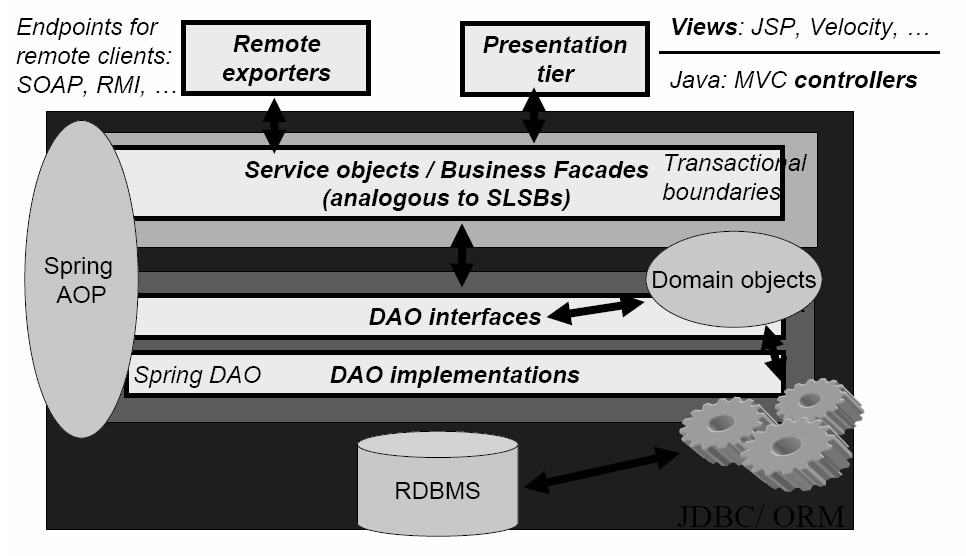 Endpoints for
remote clients:
SOAP, RMI, …
Remote
exporters
Presentation
tier
Views: JSP, Velocity, …
Java: MVC controllers
Service objects / Business Facades
(analogous to SLSBs)
Transactional
boundaries
Spring
AOP
Domain objects
DAO interfaces
Spring DAO
DAO implementations
RDBMS
JDBC/ ORM